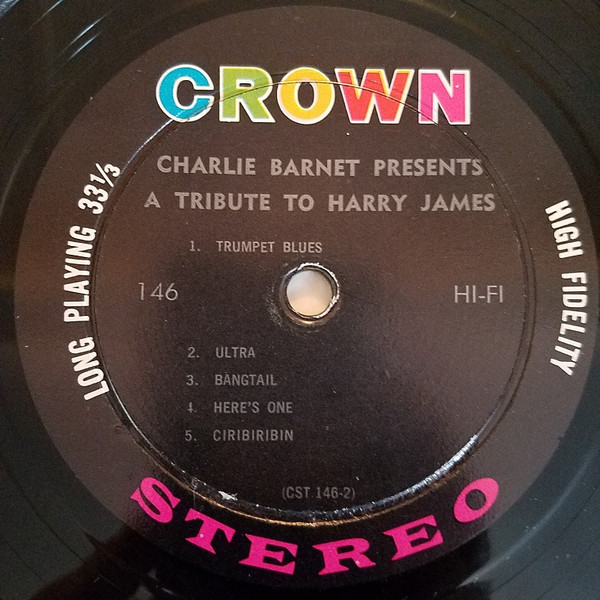 CROWN
CHARLIE BARNET PRESENTS
A TRIBUTE TO HARRY JAMES
1. TRUMPET BLUES
146
HI-FI
LONG PLAYING 33⅓
HIGH FIDELITY
2. ULTRA
3. BANGTAIL
4. HERE'S ONE
5. CIRIBIRIBIN
(CST 146-2)
STEREO